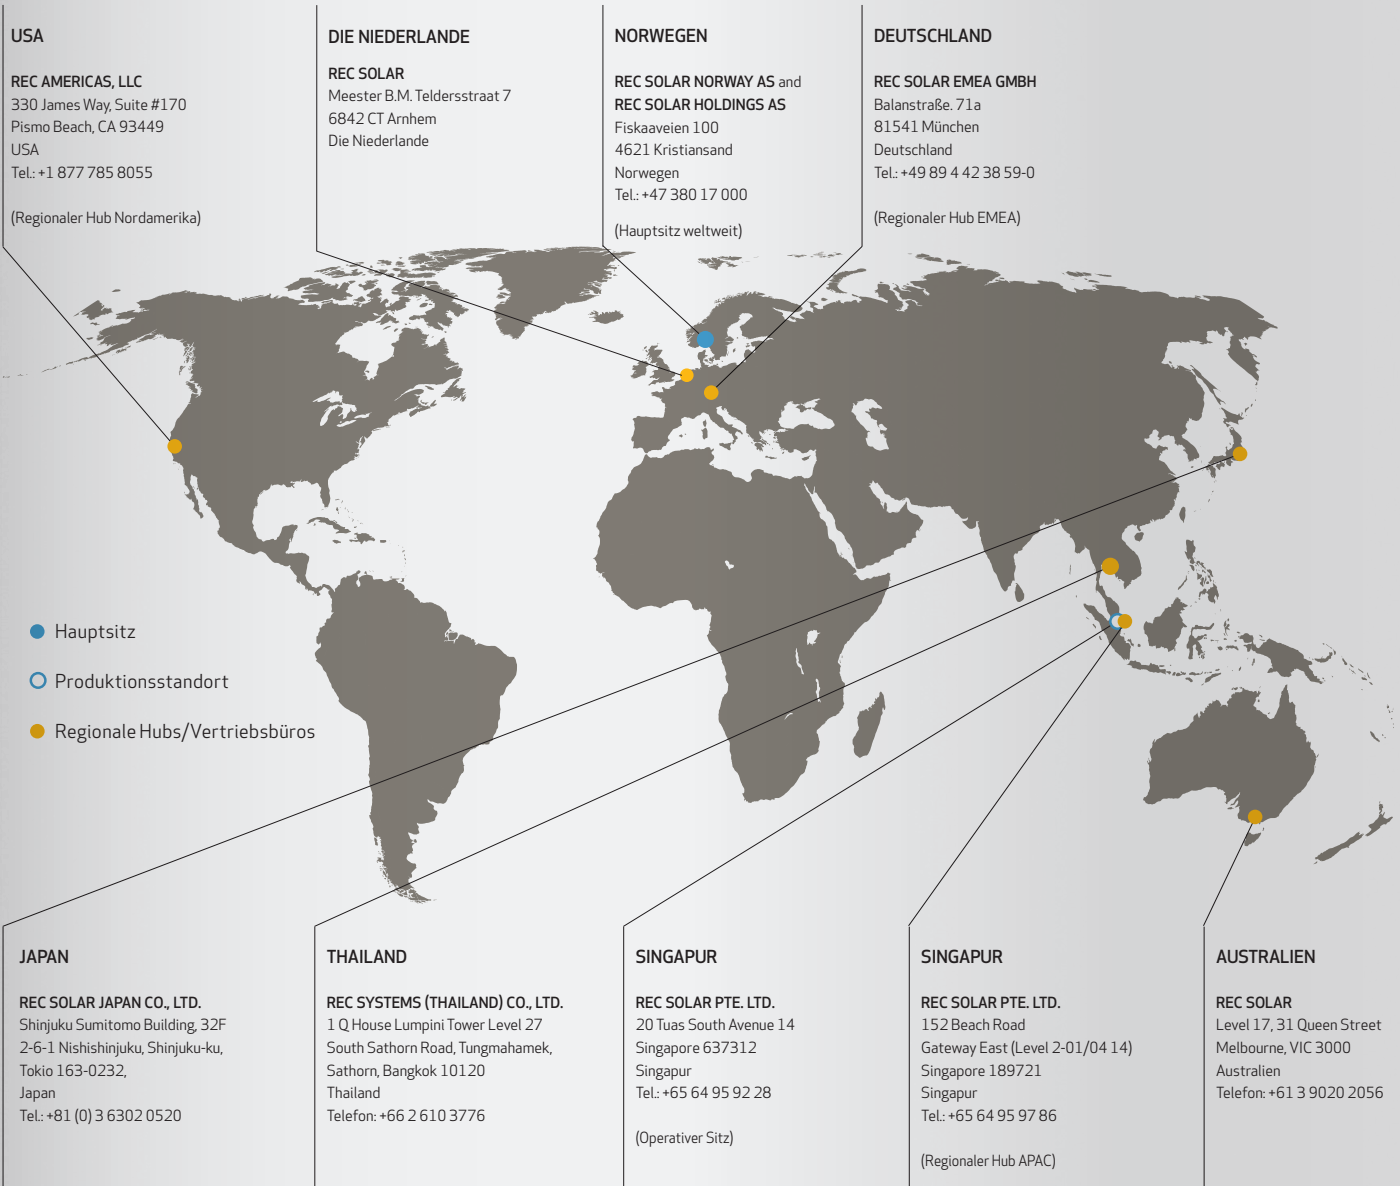 USA
REC AMERICAS, LLC
330 James Way, Suite #170
Pismo Beach, CA 93449
USA
Tel.: +1 877 785 8055
(Regionaler Hub Nordamerika)
DIE NIEDERLANDE
REC SOLAR
Meester B.M. Teldersstraat 7
6842 CT Arnhem
Die Niederlande
NORWEGEN
REC SOLAR NORWAY AS and
REC SOLAR HOLDINGS AS
Fiskaaveien 100
4621 Kristiansand
Norwegen
Tel.: +47 380 17 000
(Hauptsitz weltweit)
DEUTSCHLAND
REC SOLAR EMEA GMBH
Balanstraße. 71a
81541 München
Deutschland
Tel.: +49 89 4 42 38 59-0
(Regionaler Hub EMEA)
Hauptsitz
Produktionsstandort
Regionale Hubs/Vertriebsbüros
JAPAN
REC SOLAR JAPAN CO., LTD.
Shinjuku Sumitomo Building, 32F
2-6-1 Nishishinjuku, Shinjuku-ku,
Tokio 163-0232,
Japan
Tel.: +81 (0) 3 6302 0520
THAILAND
REC SYSTEMS (THAILAND) CO., LTD.
1 Q House Lumpini Tower Level 27
South Sathorn Road, Tungmahamek,
Sathorn, Bangkok 10120
Thailand
Telefon: +66 2 610 3776
SINGAPUR
REC SOLAR PTE. LTD.
20 Tuas South Avenue 14
Singapore 637312
Singapur
Tel.: +65 64 95 92 28
(Operativer Sitz)
SINGAPUR
REC SOLAR PTE. LTD.
152 Beach Road
Gateway East (Level 2-01/04 14)
Singapore 189721
Singapur
Tel.: +65 64 95 97 86
(Regionaler Hub APAC)
AUSTRALIEN
REC SOLAR
Level 17, 31 Queen Street
Melbourne, VIC 3000
Australien
Telefon: +61 3 9020 2056